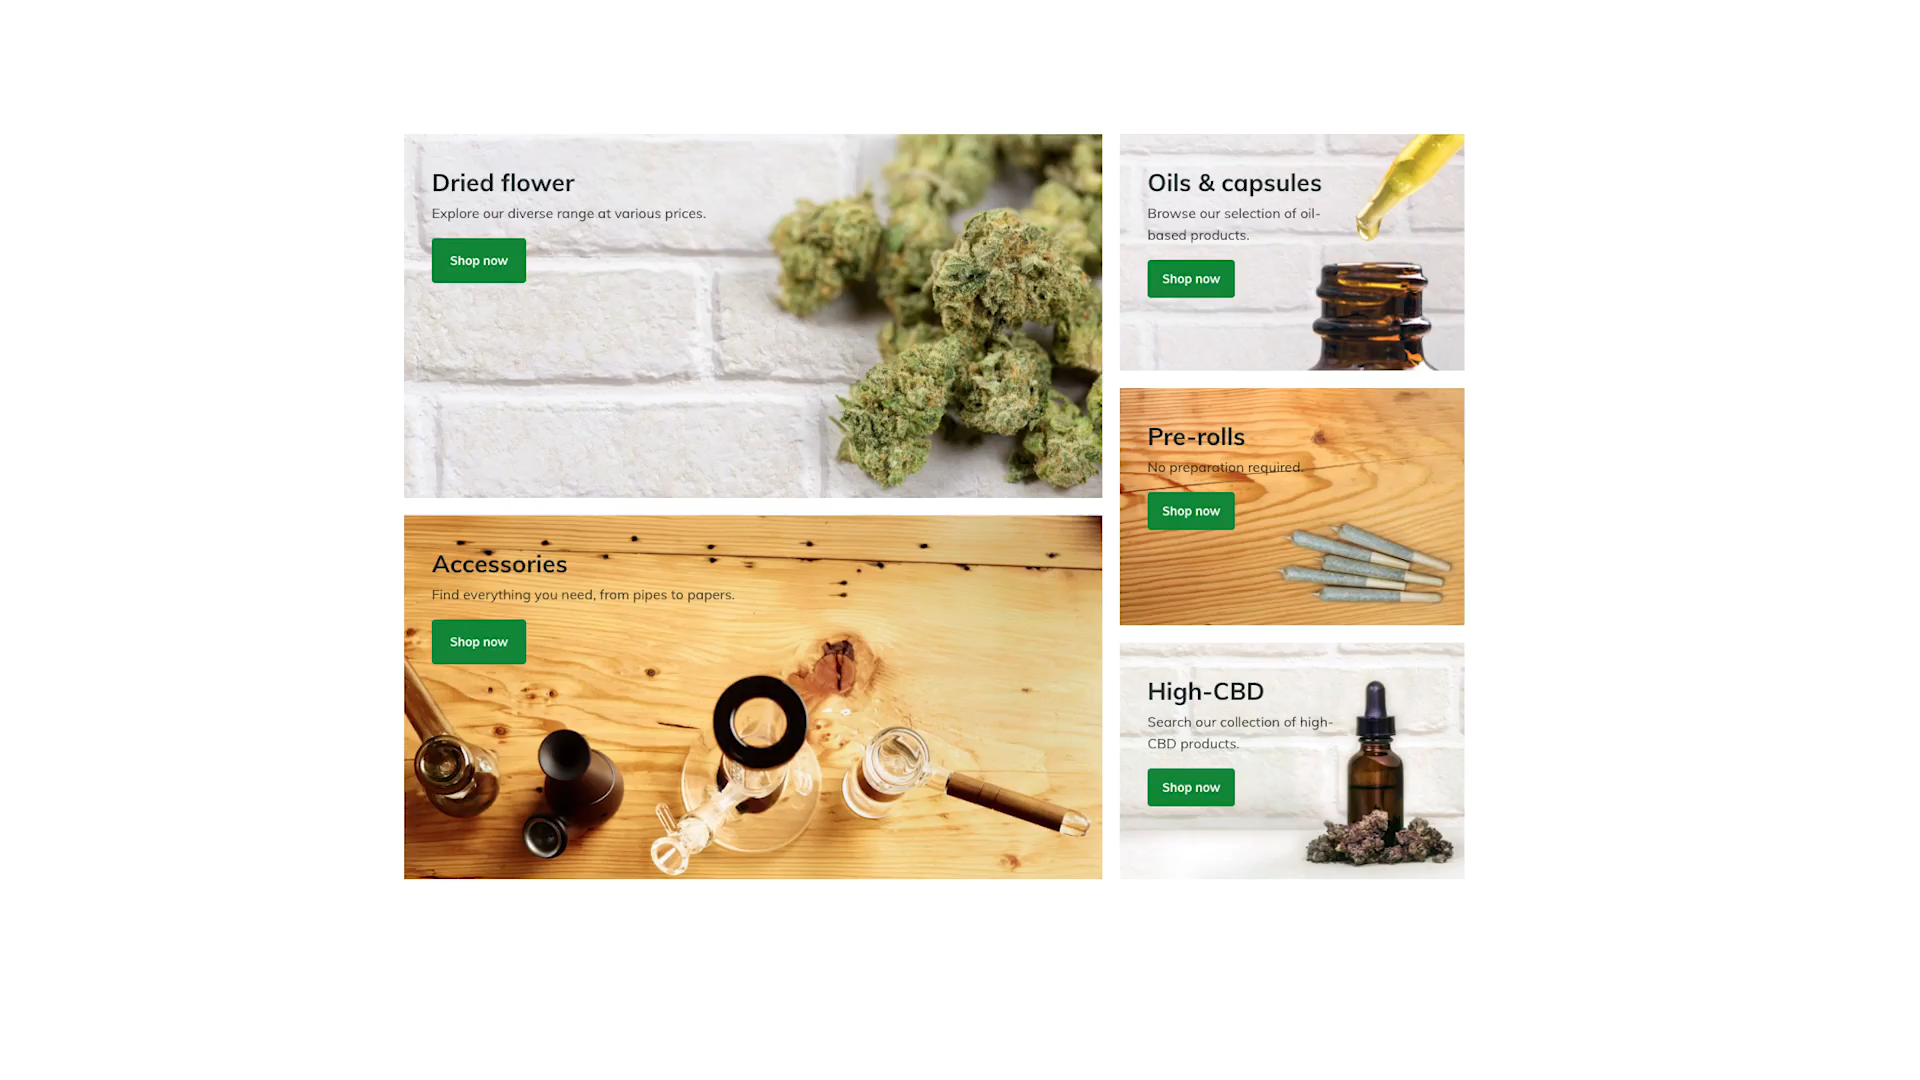 Dried flower
Explore our diverse range at various prices.
Shop now
Accessories
Find everything you need, from pipes to papers.
Shop now
Oils & capsules
Browse our selection of oil-
based products.
Shop now
Pre-rolls
No preparation required.
Shop now
High-CBD
Search our collection of high-
CBD products.
Shop now